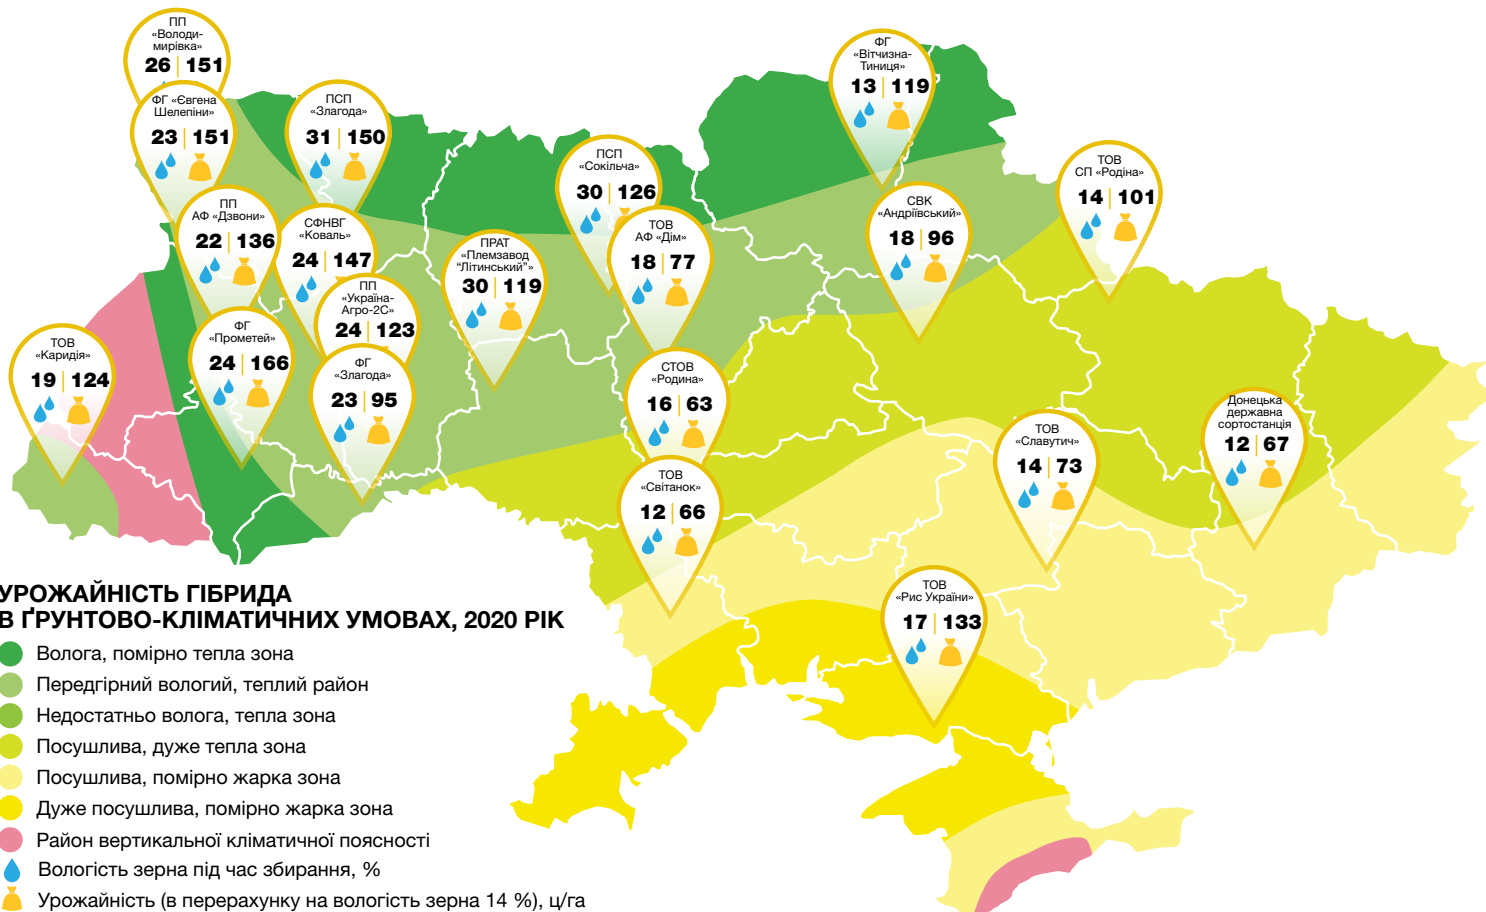 ПП
«Володи-
мирівка»
26 | 151
ФГ «Євгена
Шелепіни»
23 | 151
ПСП
«Злагода»
31 | 150
ПП
АФ «Дзвони»
22 | 136
СФНВГ
«Коваль»
24 | 147
ПП
«Україна-
Агро-2С»
24 | 123
ФГ
«Прометей»
24 | 166
ФГ
«Злагода»
23 | 95
ТОВ
«Каридія»
19 | 124
ПРАТ
«Племзавод
"Літинський"»
30 | 119
ПСП
«Сокільча»
30 | 126
ТОВ
АФ «Дім»
18 | 77
ФГ
«Вітчизна-
Тиниця»
13 | 119
СВК
«Андріївський»
18 | 96
ТОВ
СП «Родіна»
14 | 101
СТОВ
«Родина»
16 | 63
ТОВ
«Світанок»
12 | 66
ТОВ
«Славутич»
14 | 73
Донецька
державна
сортостанція
12 | 67
ТОВ
«Рис України»
17 | 133
УРОЖАЙНІСТЬ ГІБРИДА
В ҐРУНТОВО-КЛІМАТИЧНИХ УМОВАХ, 2020 РІК
Волога, помірно тепла зона
Передгірний вологий, теплий район
Недостатньо волога, тепла зона
Посушлива, дуже тепла зона
Посушлива, помірно жарка зона
Дуже посушлива, помірно жарка зона
Район вертикальної кліматичної поясності
Вологість зерна під час збирання, %
Урожайність (в перерахунку на вологість зерна 14 %), ц/га